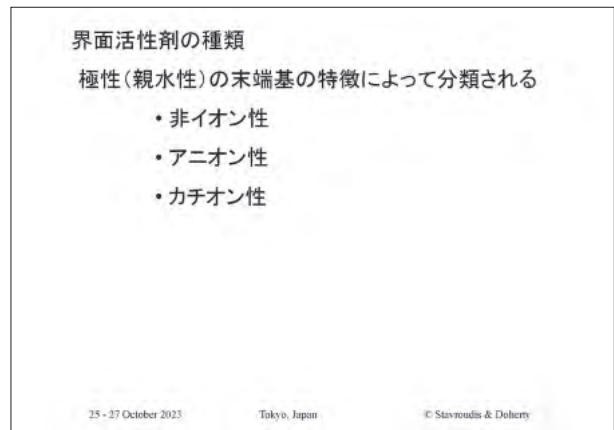 界面活性剤の種類
極性（親水性）の末端基の特徴によって分類される
• 非イオン性
• アニオン性
• カチオン性
25 - 27 October 2023 Tokyo, Japan © Stavroudis & Doherty